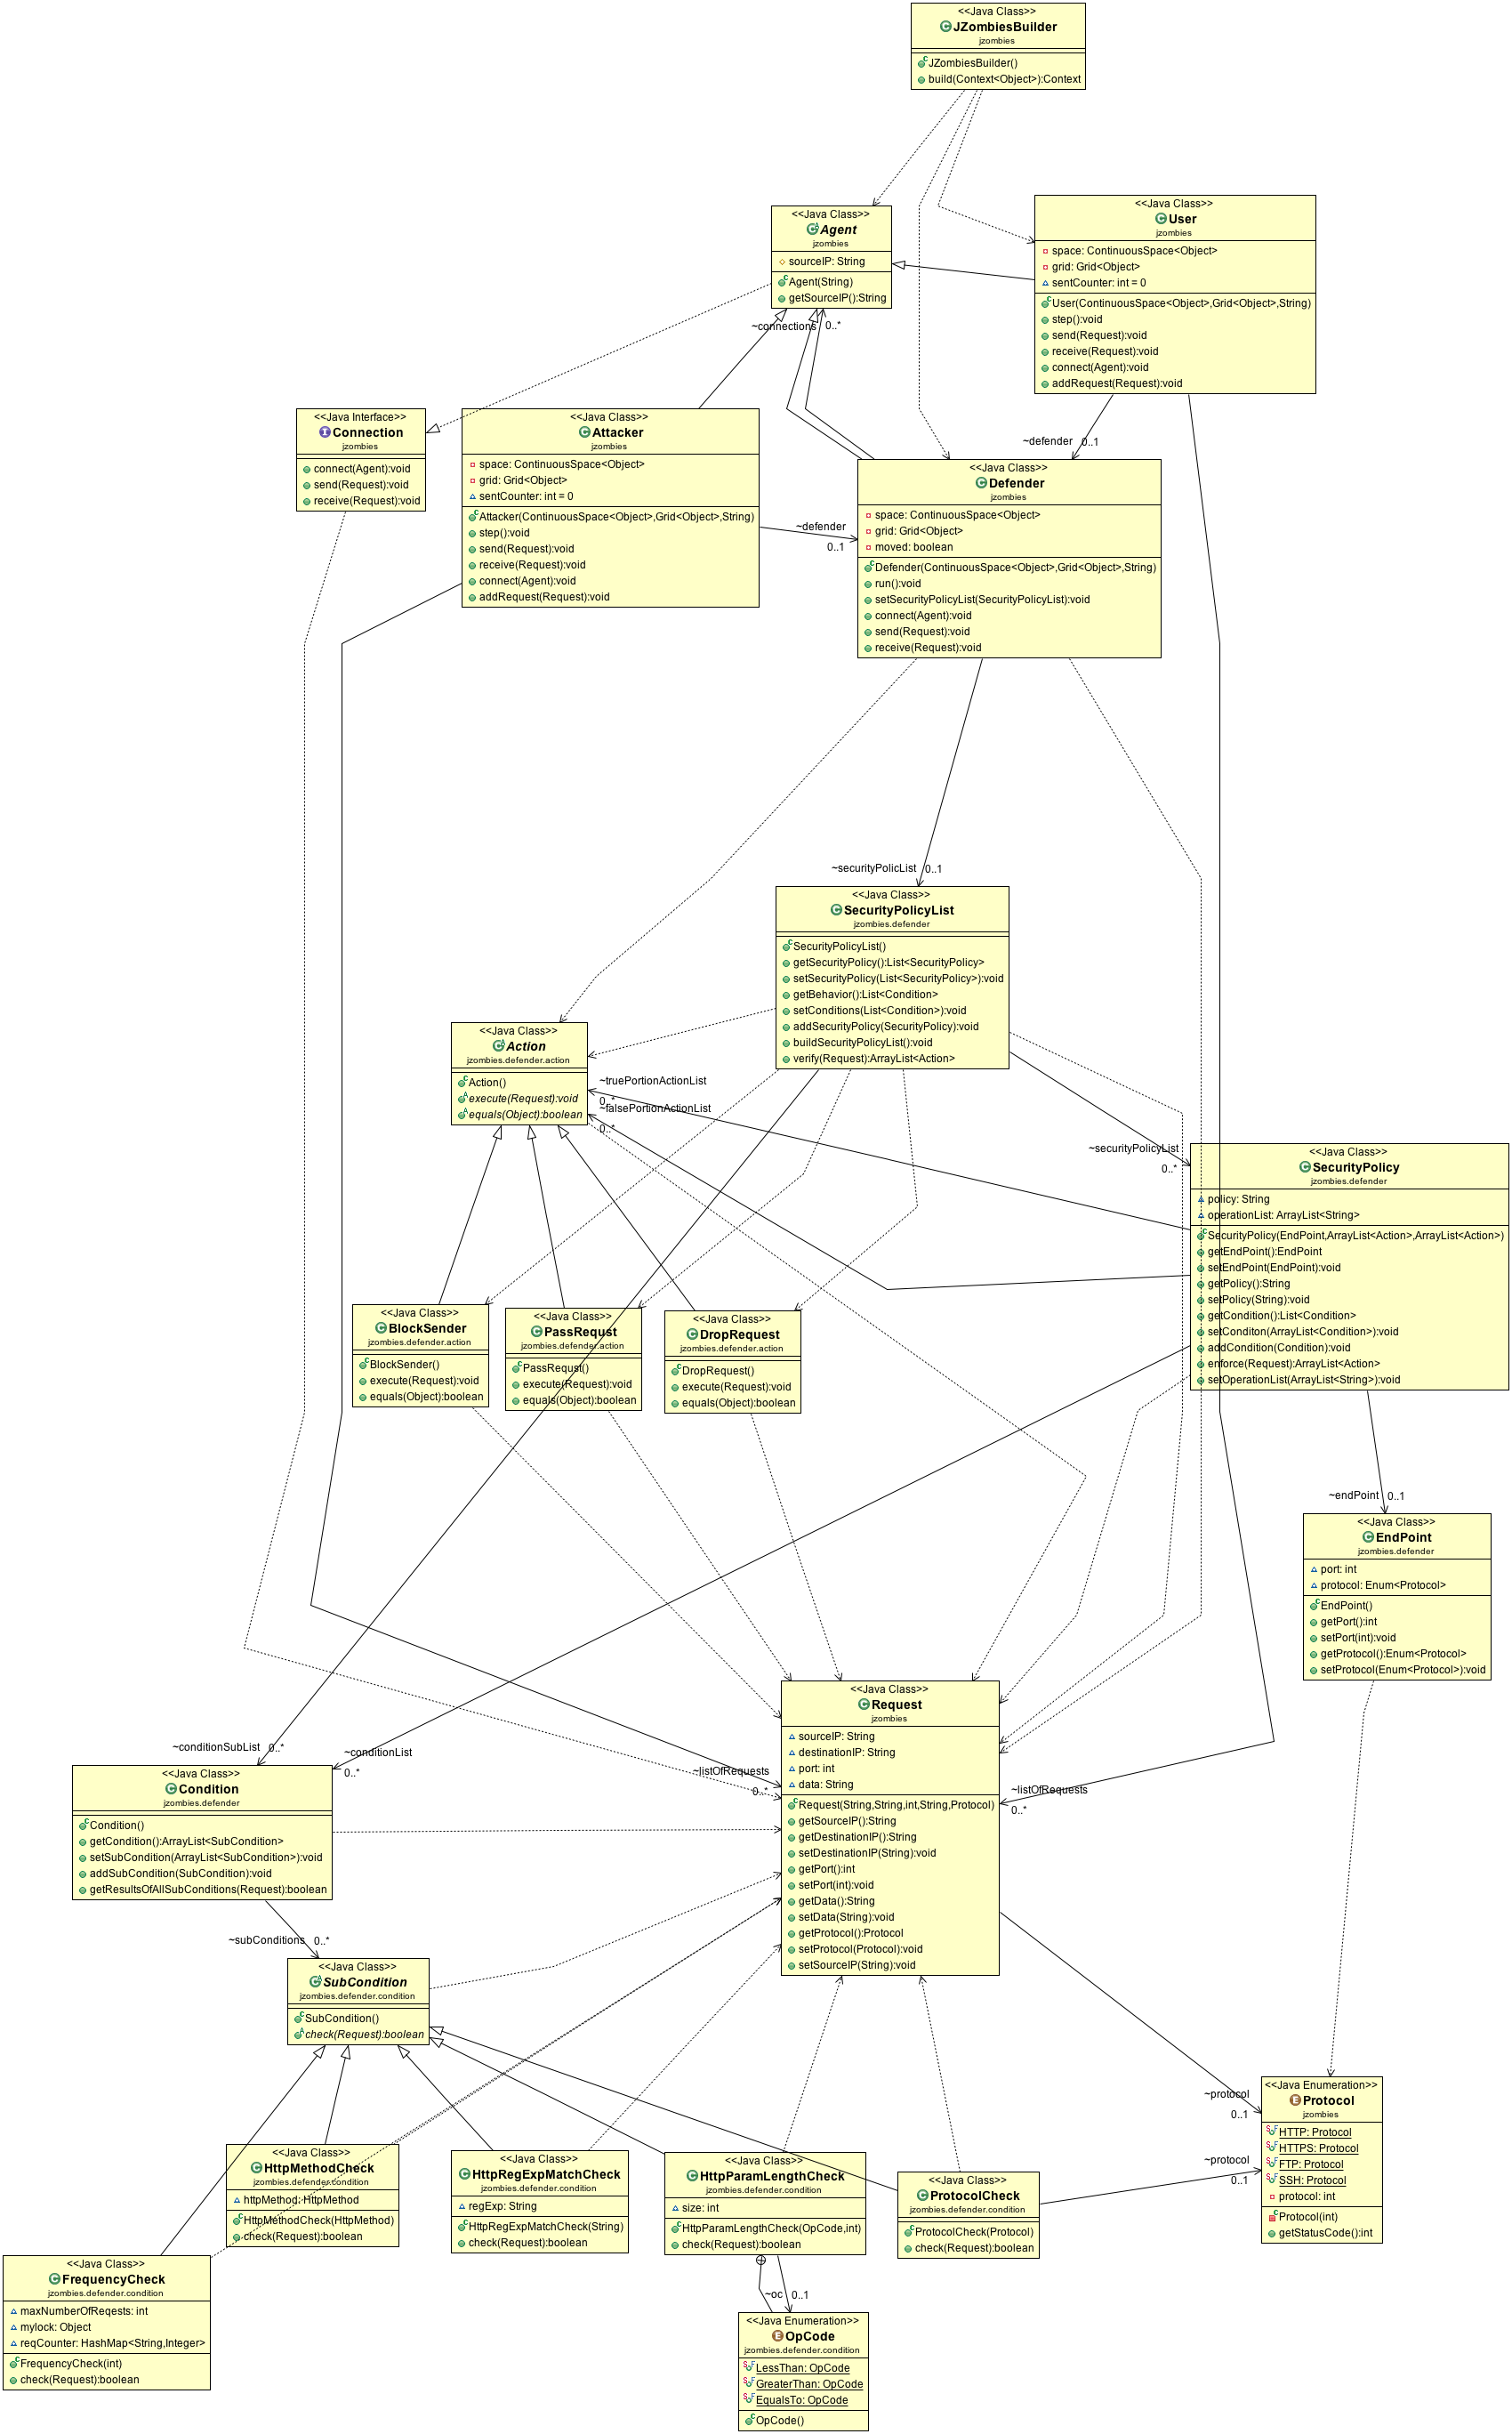 <<Java Class>>
JZombiesBuilder
jzombies
JZombiesBuilder()
build(Context<Object>):Context
<<Java Class>>
Agent
jzombies
sourceIP: String
Agent(String)
getSourceIP():String
<<Java Class>>
User
jzombies
space: ContinuousSpace<Object>
grid: Grid<Object>
sentCounter: int = 0
User(ContinuousSpace<Object>,Grid<Object>,String)
step():void
send(Request):void
receive(Request):void
connect(Agent):void
addRequest(Request):void
~connections
0..*
<<Java Interface>>
Connection
jzombies
connect(Agent):void
send(Request):void
receive(Request):void
<<Java Class>>
Attacker
jzombies
space: ContinuousSpace<Object>
grid: Grid<Object>
sentCounter: int = 0
Attacker(ContinuousSpace<Object>,Grid<Object>,String)
step():void
send(Request):void
receive(Request):void
connect(Agent):void
addRequest(Request):void
~defender
0..1
~defender
0..1
<<Java Class>>
Defender
jzombies
space: ContinuousSpace<Object>
grid: Grid<Object>
moved: boolean
Defender(ContinuousSpace<Object>,Grid<Object>,String)
run():void
setSecurityPolicyList(SecurityPolicyList):void
connect(Agent):void
send(Request):void
receive(Request):void
~securityPolicList
0..1
<<Java Class>>
SecurityPolicyList
jzombies.defender
SecurityPolicyList()
getSecurityPolicy():List<SecurityPolicy>
setSecurityPolicy(List<SecurityPolicy>):void
getBehavior():List<Condition>
setConditions(List<Condition>):void
addSecurityPolicy(SecurityPolicy):void
buildSecurityPolicyList():void
verify(Request):ArrayList<Action>
<<Java Class>>
Action
jzombies.defender.action
Action()
execute(Request):void
equals(Object):boolean
~truePortionActionList
0..*
~falsePortionActionList
0..*
~securityPolicyList
0..*
<<Java Class>>
SecurityPolicy
jzombies.defender
policy: String
operationList: ArrayList<String>
SecurityPolicy(EndPoint,ArrayList<Action>,ArrayList<Action>)
getEndPoint():EndPoint
setEndPoint(EndPoint):void
getPolicy():String
setPolicy(String):void
getCondition():List<Condition>
setConditon(ArrayList<Condition>):void
addCondition(Condition):void
enforce(Request):ArrayList<Action>
setOperationList(ArrayList<String>):void
<<Java Class>>
BlockSender
jzombies.defender.action
BlockSender()
execute(Request):void
equals(Object):boolean
<<Java Class>>
PassRequst
jzombies.defender.action
PassRequst()
execute(Request):void
equals(Object):boolean
<<Java Class>>
DropRequest
jzombies.defender.action
DropRequest()
execute(Request):void
equals(Object):boolean
~endPoint
0..1
<<Java Class>>
EndPoint
jzombies.defender
port: int
protocol: Enum<Protocol>
EndPoint()
getPort():int
setPort(int):void
getProtocol():Enum<Protocol>
setProtocol(Enum<Protocol>):void
<<Java Class>>
Request
jzombies
sourceIP: String
destinationIP: String
port: int
data: String
Request(String,String,int,String,Protocol)
getSourceIP():String
getDestinationIP():String
setDestinationIP(String):void
getPort():int
setPort(int):void
getData():String
setData(String):void
getProtocol():Protocol
setProtocol(Protocol):void
setSourceIP(String):void
~listOfRequests
0..*
~listOfRequests
0..*
~conditionSubList
0..*
~conditionList
0..*
<<Java Class>>
Condition
jzombies.defender
Condition()
getCondition():ArrayList<SubCondition>
setSubCondition(ArrayList<SubCondition>):void
addSubCondition(SubCondition):void
getResultsOfAllSubConditions(Request):boolean
~subConditions
0..*
<<Java Class>>
SubCondition
jzombies.defender.condition
SubCondition()
check(Request):boolean
~protocol
0..1
<<Java Enumeration>>
Protocol
jzombies
HTTP: Protocol
HTTPS: Protocol
FTP: Protocol
SSH: Protocol
protocol: int
Protocol(int)
getStatusCode():int
~protocol
0..1
<<Java Class>>
HttpMethodCheck
jzombies.defender.condition
httpMethod: HttpMethod
HttpMethodCheck(HttpMethod)
check(Request):boolean
<<Java Class>>
HttpRegExpMatchCheck
jzombies.defender.condition
regExp: String
HttpRegExpMatchCheck(String)
check(Request):boolean
<<Java Class>>
HttpParamLengthCheck
jzombies.defender.condition
size: int
HttpParamLengthCheck(OpCode,int)
check(Request):boolean
<<Java Class>>
ProtocolCheck
jzombies.defender.condition
ProtocolCheck(Protocol)
check(Request):boolean
<<Java Class>>
FrequencyCheck
jzombies.defender.condition
maxNumberOfReqests: int
mylock: Object
reqCounter: HashMap<String,Integer>
FrequencyCheck(int)
check(Request):boolean
~oc
0..1
<<Java Enumeration>>
OpCode
jzombies.defender.condition
LessThan: OpCode
GreaterThan: OpCode
EqualsTo: OpCode
OpCode()